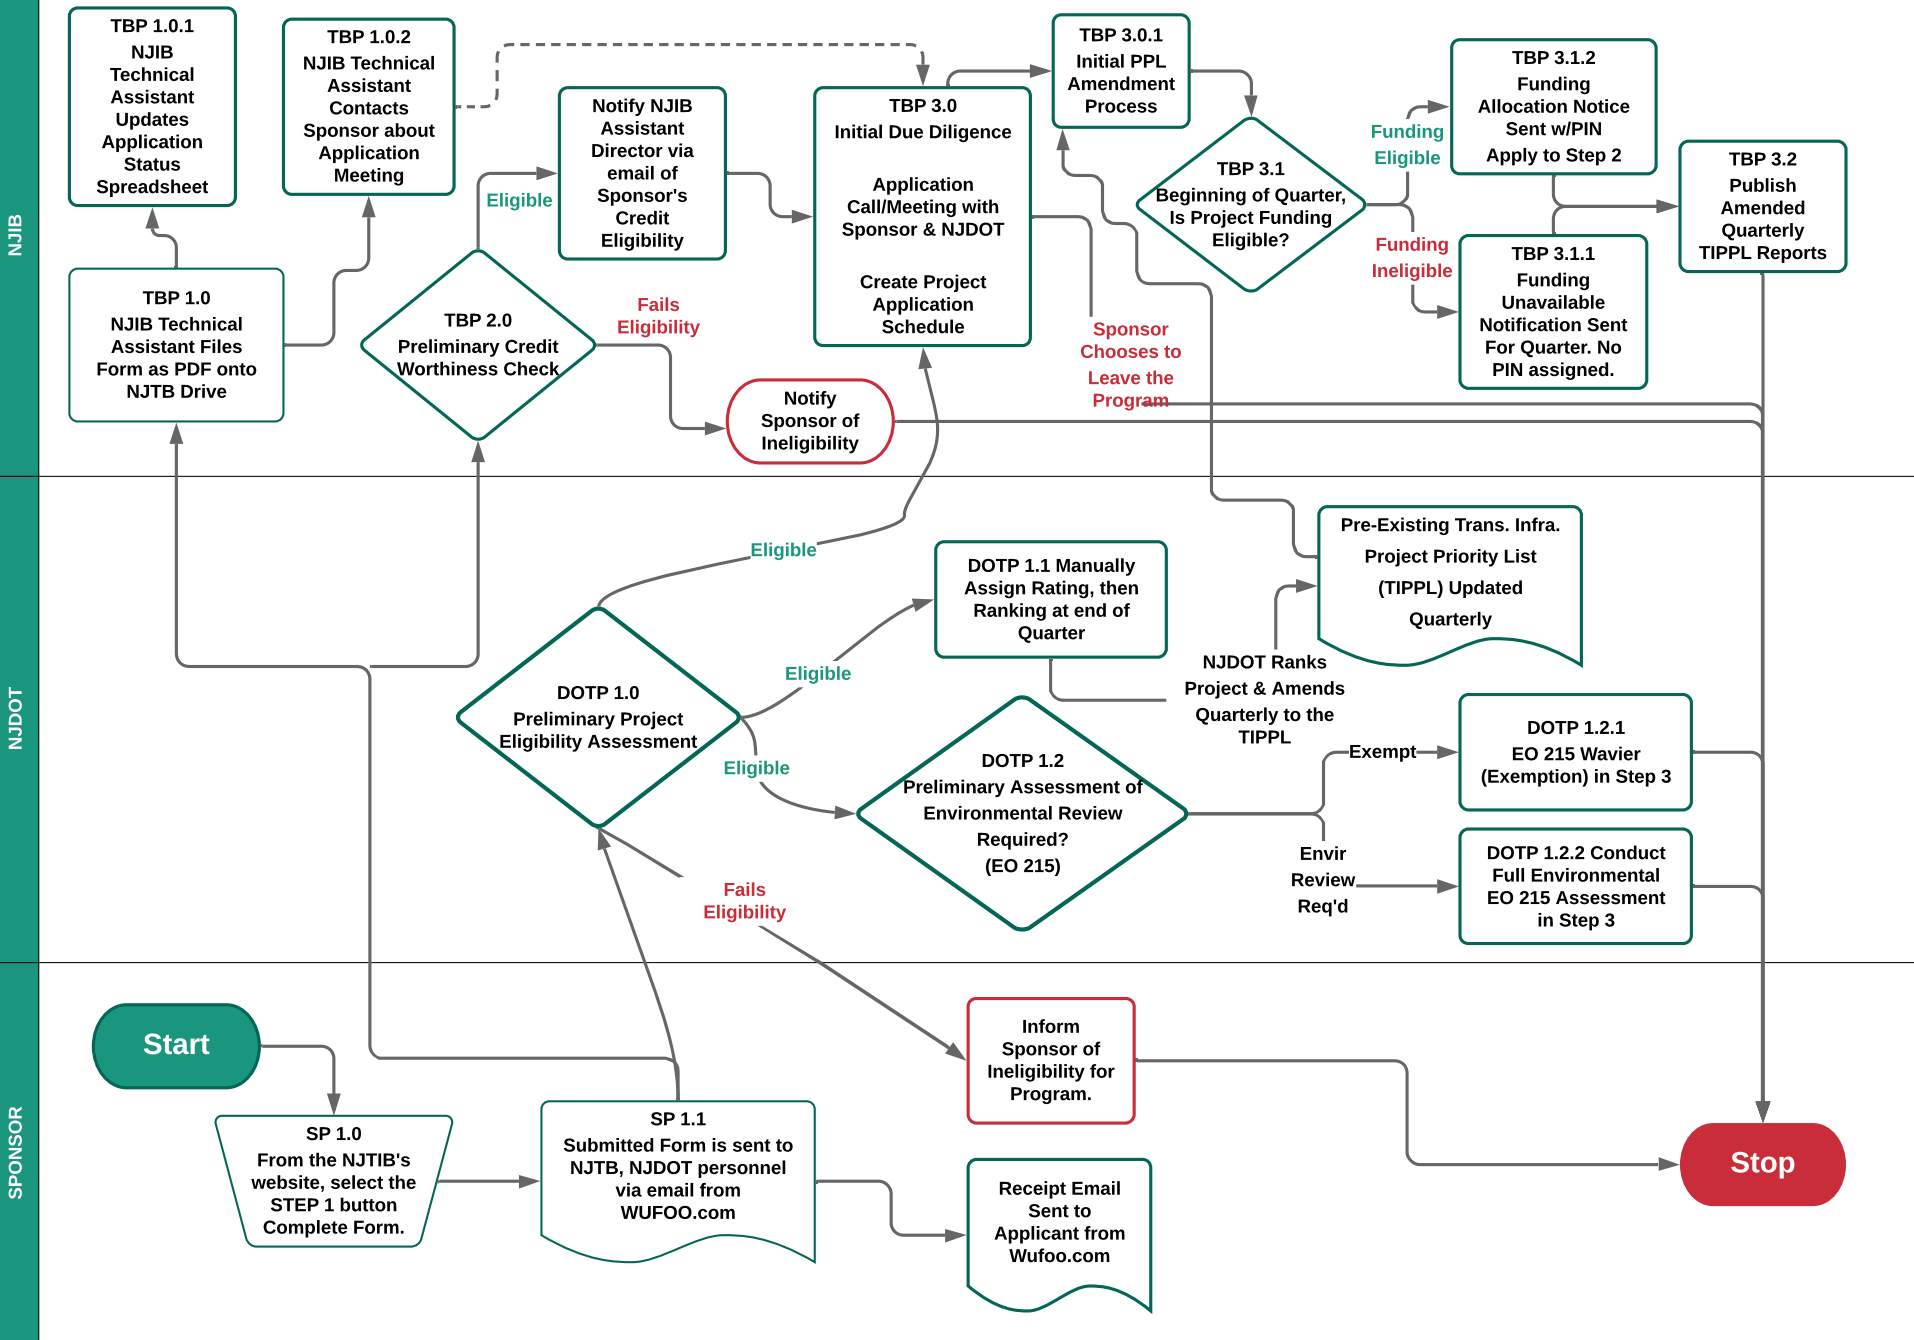 NJIB
TBP 1.0.1
NJIB
Technical
Assistant
Updates
Application
Status
Spreadsheet
TBP 1.0.2
NJIB Technical
Assistant
Contacts
Sponsor about
Application
Meeting
TBP 1.0
NJIB Technical
Assistant Files
Form as PDF onto
NJTB Drive
TBP 2.0
Preliminary Credit
Worthiness Check
Eligible
Fails
Eligibility
Notify NJIB
Assistant
Director via
email of
Sponsor's
Credit
Eligibility
Notify
Sponsor of
Ineligibility
TBP 3.0
Initial Due Diligence
Application
Call/Meeting with
Sponsor & NJDOT
Create Project
Application
Schedule
Sponsor
Chooses to
Leave the
Program
TBP 3.0.1
Initial PPL
Amendment
Process
TBP 3.1
Beginning of Quarter,
Is Project Funding
Eligible?
Funding
Eligible
Funding
Ineligible
TBP 3.1.2
Funding
Allocation Notice
Sent w/PIN
Apply to Step 2
TBP 3.1.1
Funding
Unavailable
Notification Sent
For Quarter. No
PIN assigned.
TBP 3.2
Publish
Amended
Quarterly
TIPPL Reports
NJDOT
DOTP 1.0
Preliminary Project
Eligibility Assessment
Eligible
Eligible
Eligible
Fails
Eligibility
DOTP 1.1 Manually
Assign Rating, then
Ranking at end of
Quarter
NJDOT Ranks
Project & Amends
Quarterly to the
TIPPL
Pre-Existing Trans. Infra.
Project Priority List
(TIPPL) Updated
Quarterly
DOTP 1.2
Preliminary Assessment of
Environmental Review
Required?
(EO 215)
Exempt
Envir
Review
Req'd
DOTP 1.2.1
EO 215 Wavier
(Exemption) in Step 3
DOTP 1.2.2 Conduct
Full Environmental
EO 215 Assessment
in Step 3
SPONSOR
Start
SP 1.0
From the NJTIB's
website, select the
STEP 1 button
Complete Form.
SP 1.1
Submitted Form is sent to
NJTB, NJDOT personnel
via email from
WUFOO.com
Inform
Sponsor of
Ineligibility for
Program.
Receipt Email
Sent to
Applicant from
Wufoo.com
Stop